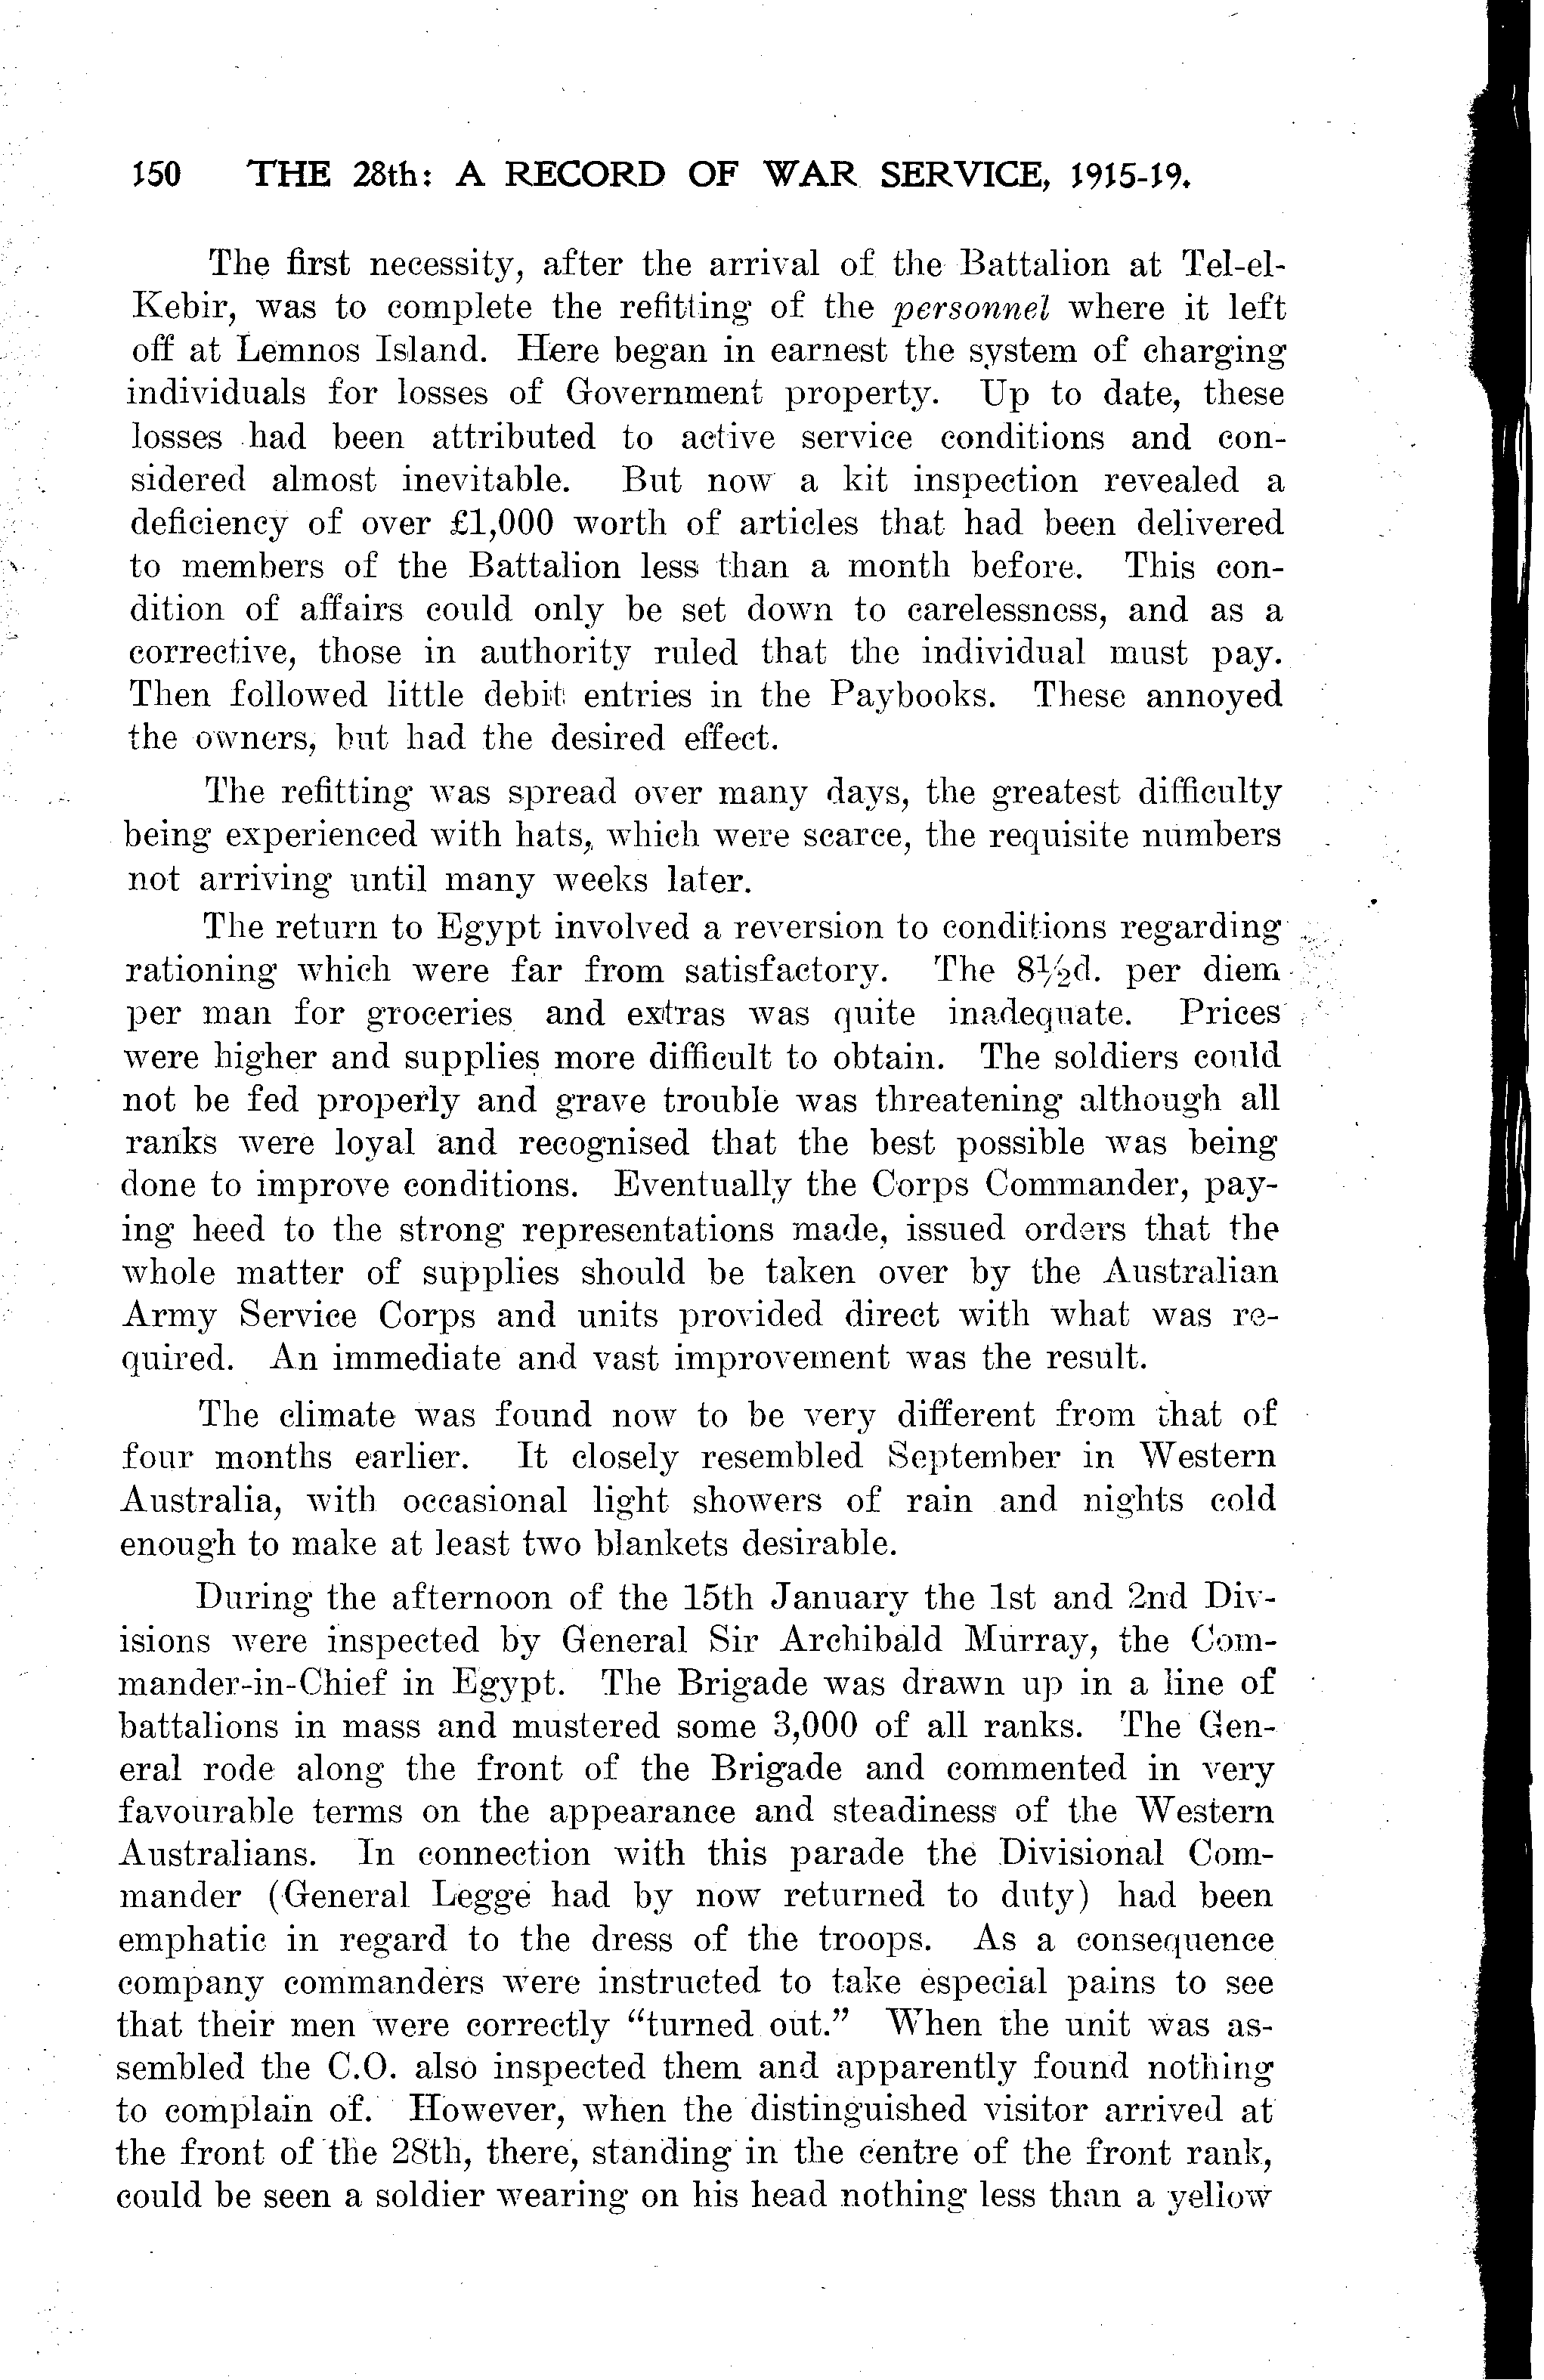 150 THE 28th: A RECORD OF WAR SERVICE, 1915-19.
The first necessity, after the arrival of the Battalion at Tel-el-
Kebir, was to complete the refitting of the personnel where it left
off at Lemnos Island. Here began in earnest the system of charging
individuals for losses of Government property. Up to date, these
losses had been attributed to active service conditions and con-
sidered almost inevitable. But now a kit inspection revealed a
deficiency of over £1,000 worth of articles that had been delivered
to members of the Battalion less than a month before. This con-
dition of affairs could only be set down to carelessness, and as a
corrective, those in authority ruled that the individual must pay.
Then followed little debit entries in the Paybooks. These annoyed
the owners, but had the desired effect.
The refitting was spread over many days, the greatest difficulty
being experienced with hats, which were scarce, the requisite numbers
not arriving until many weeks later.
The return to Egypt involved a reversion to conditions regarding
rationing which were far from satisfactory. The 8½d. per diem
per man for groceries and extras was quite inadequate. Prices
were higher and supplies more difficult to obtain. The soldiers could
not be fed properly and grave trouble was threatening although all
ranks were loyal and recognised that the best possible was being
done to improve conditions. Eventually the Corps Commander, pay-
ing heed to the strong representations made, issued orders that the
whole matter of supplies should be taken over by the Australian
Army Service Corps and units provided direct with what was re-
quired. An immediate and vast improvement was the result.
The climate was found now to be very different from that of
four months earlier. It closely resembled September in Western
Australia, with occasional light showers of rain and nights cold
enough to make at least two blankets desirable.
During the afternoon of the 15th January the 1st and 2nd Div-
isions were inspected by General Sir Archibald Murray, the Com-
mander-in-Chief in Egypt. The Brigade was drawn up in a line of
battalions in mass and mustered some 3,000 of all ranks. The Gen-
eral rode along the front of the Brigade and commented in very
favourable terms on the appearance and steadiness of the Western
Australians. In connection with this parade the Divisional Com-
mander (General Legge had by now returned to duty) had been
emphatic in regard to the dress of the troops. As a consequence
company commanders were instructed to take especial pains to see
that their men were correctly “turned out.” When the unit was as-
sembled the C.O. also inspected them and apparently found nothing
to complain of. However, when the distinguished visitor arrived at
the front of the 28th, there, standing in the centre of the front rank,
could be seen a soldier wearing on his head nothing less than a yellow